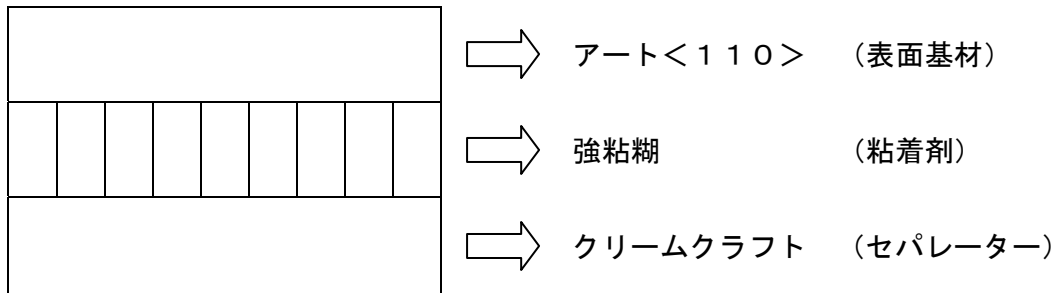 アート＜１１０＞　（表面基材）
強粘糊　（粘着剤）
クリームクラフト　（セパレーター）